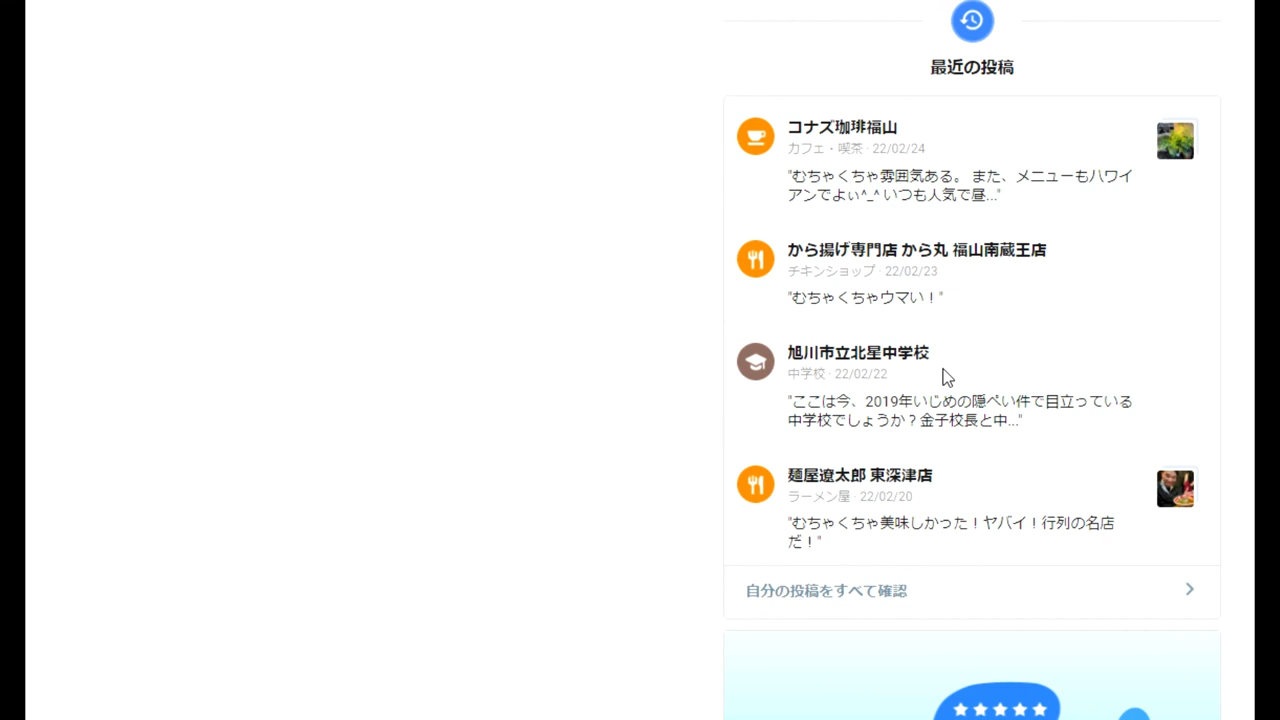 最近の投稿
コナズ珈琲福山
カフェ・喫茶 · 22/02/24
"むちゃくちゃ雰囲気ある。 また、メニューもハワイ
アンでよぃ^_^ いつも人気で昼..."
から揚げ専門店 から丸 福山南蔵王店
チキンショップ · 22/02/23
"むちゃくちゃウマい！"
旭川市立北星中学校
中学校 · 22/02/22
"ここは今、2019年いじめの隠ぺい件で目立っている
中学校でしょうか？金子校長と中..."
麺屋遼太郎 東深津店
ラーメン屋 · 22/02/20
"むちゃくちゃ美味しかった！ヤバイ！行列の名店
だ！"
自分の投稿をすべて確認